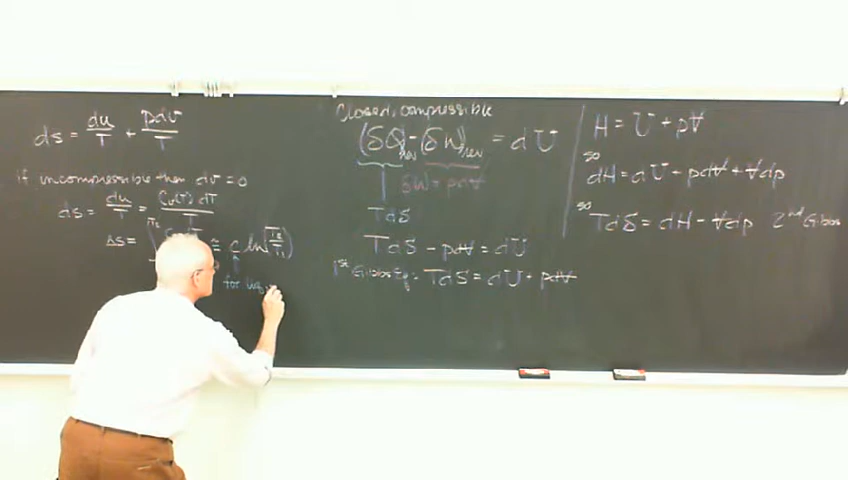 ds = du/T + Pdv/T
if incompressible then dv = 0
ds = du/T = Cv(T) dT/T
Δs = ∫ ≅ c ln(T2/T1)
for liq
Closed, compressible
(δQ)rev - (δW)rev = dU
δW = pdV
TdS
TdS - pdV = dU
1st Gibbs Eq: TdS = dU + pdV
H = U + pV
so
dH = dU + pdV + Vdp
so
TdS = dH - Vdp 2nd Gibbs